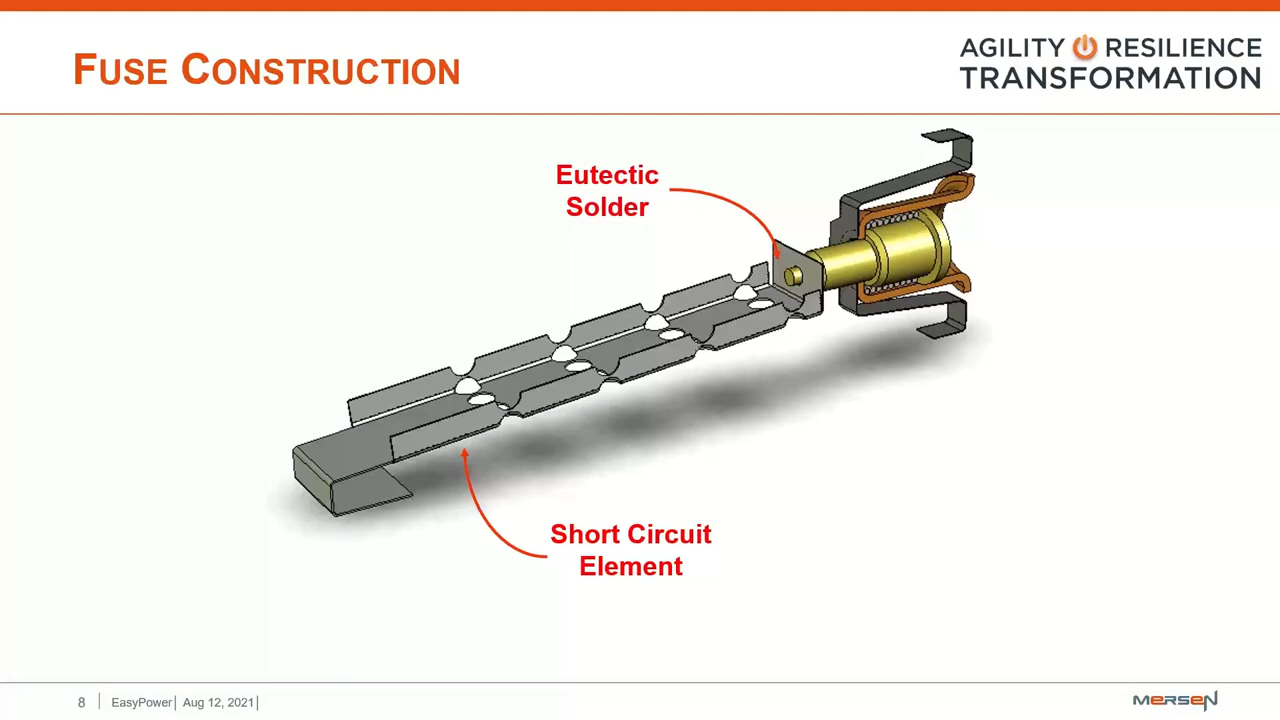 FUSE CONSTRUCTION
AGILITY RESILIENCE
TRANSFORMATION
Eutectic
Solder
Short Circuit
Element
8 | EasyPower| Aug 12, 2021|
MERSEN